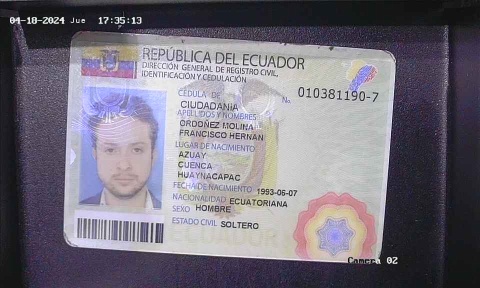 04-18-2024 Jue 17:35:13
REPÚBLICA DEL ECUADOR
DIRECCIÓN GENERAL DE REGISTRO CIVIL,
IDENTIFICACIÓN Y CEDULACIÓN
CÉDULA DE No. 010381190-7
CIUDADANÍA
APELLIDOS Y NOMBRES
ORDOÑEZ MOLINA
FRANCISCO HERNAN
LUGAR DE NACIMIENTO
AZUAY
CUENCA
HUAYNACAPAC
FECHA DE NACIMIENTO 1993-06-07
NACIONALIDAD ECUATORIANA
SEXO HOMBRE
ESTADO CIVIL SOLTERO
Camera 02